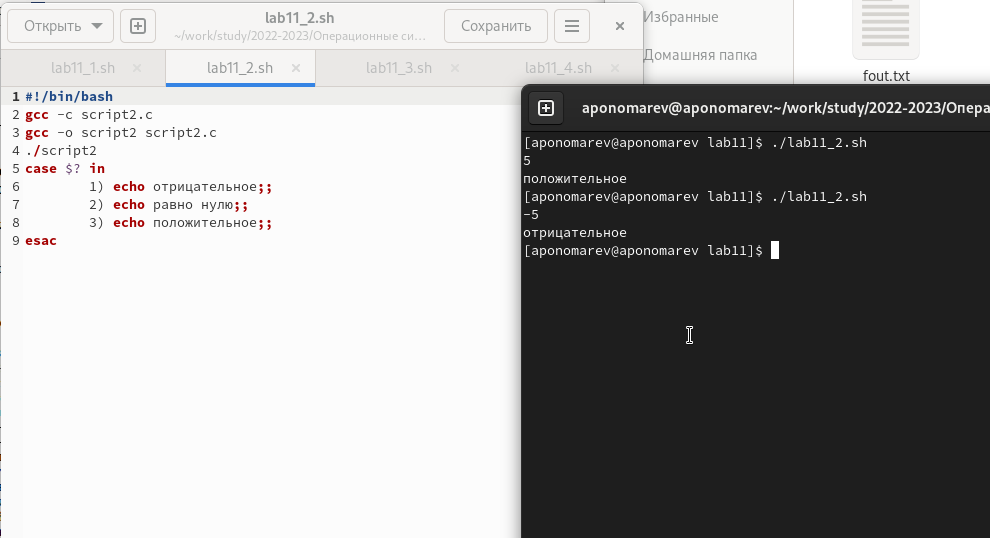 Открыть
lab11_2.sh
~/work/study/2022-2023/Операционные си...
Сохранить
lab11_1.sh
lab11_2.sh
lab11_3.sh
lab11_4.sh
1 #!/bin/bash
2 gcc -c script2.c
3 gcc -o script2 script2.c
4 ./script2
5 case $? in
6 1) echo отрицательное;;
7 2) echo равно нулю;;
8 3) echo положительное;;
9 esac
Избранные
Домашняя папка
fout.txt
aponomarev@aponomarev:~/work/study/2022-2023/Опера
[aponomarev@aponomarev lab11]$ ./lab11_2.sh
5
положительное
[aponomarev@aponomarev lab11]$ ./lab11_2.sh
-5
отрицательное
[aponomarev@aponomarev lab11]$